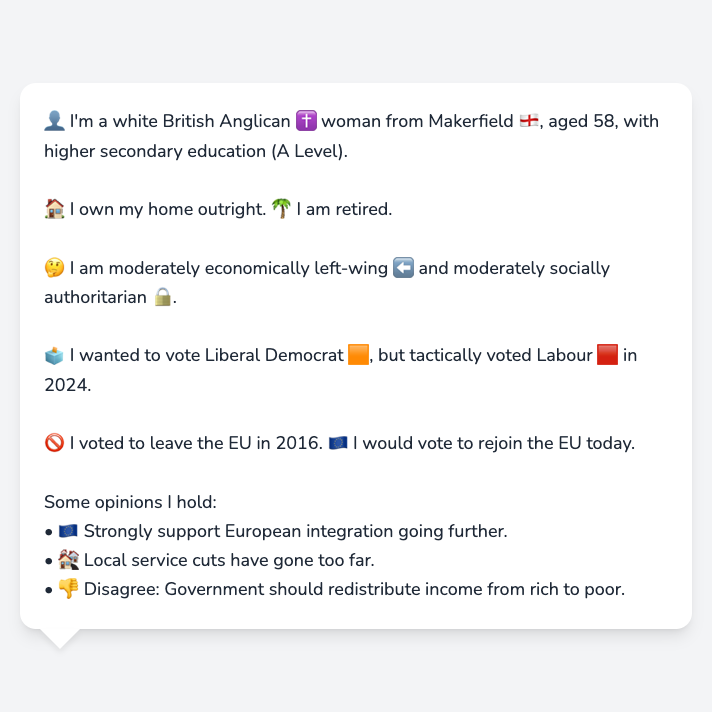 👤 I'm a white British Anglican ✝️ woman from Makerfield 🏴󠁧󠁢󠁥󠁮󠁧󠁿, aged 58, with
higher secondary education (A Level).
🏠 I own my home outright. 🌴 I am retired.
🤔 I am moderately economically left-wing ⬅️ and moderately socially
authoritarian 🔒.
🗳️ I wanted to vote Liberal Democrat 🟧, but tactically voted Labour 🟥 in
2024.
🚫 I voted to leave the EU in 2016. 🇪🇺 I would vote to rejoin the EU today.
Some opinions I hold:
• 🇪🇺 Strongly support European integration going further.
• 🏚️ Local service cuts have gone too far.
• 👎 Disagree: Government should redistribute income from rich to poor.